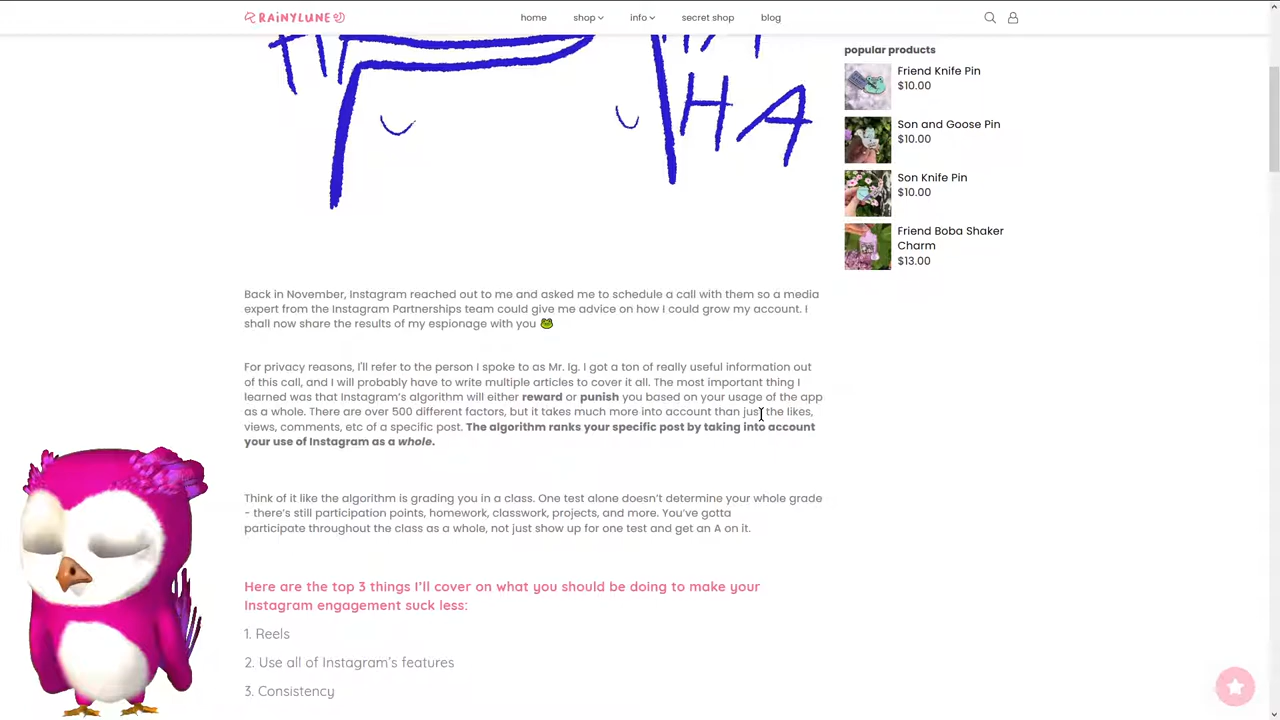 RAINYLUNE
home shop info secret shop blog
HA
popular products
Friend Knife Pin
$10.00
Son and Goose Pin
$10.00
Son Knife Pin
$10.00
Friend Boba Shaker
Charm
$13.00
Back in November, Instagram reached out to me and asked me to schedule a call with them so a media
expert from the Instagram Partnerships team could give me advice on how I could grow my account. I
shall now share the results of my espionage with you 🐸
For privacy reasons, I'll refer to the person I spoke to as Mr. Ig. I got a ton of really useful information out
of this call, and I will probably have to write multiple articles to cover it all. The most important thing I
learned was that Instagram's algorithm will either reward or punish you based on your usage of the app
as a whole. There are over 500 different factors, but it takes much more into account than just the likes,
views, comments, etc of a specific post. The algorithm ranks your specific post by taking into account
your use of Instagram as a whole.
Think of it like the algorithm is grading you in a class. One test alone doesn't determine your whole grade
- there's still participation points, homework, classwork, projects, and more. You've gotta
participate throughout the class as a whole, not just show up for one test and get an A on it.
Here are the top 3 things I'll cover on what you should be doing to make your
Instagram engagement suck less:
1. Reels
2. Use all of Instagram's features
3. Consistency